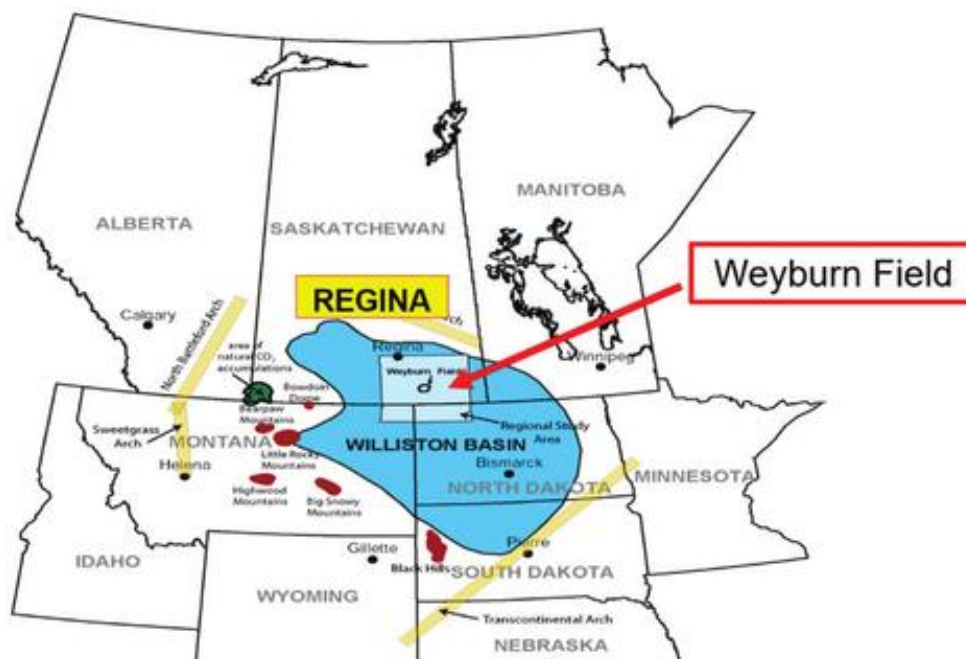 MANITOBA
ALBERTA
SASKATCHEWAN
Weyburn Field
REGINA
Calgary
North Battleford Arch
rch
area of
natural CO₂
accumulations
Regina
Winnipeg
Weyburn Field
Bowdoin
Dome
Bearpaw
Mountains
Sweetgrass
Arch
MONTANA
Little Rocky
Mountains
WILLISTON BASIN
Regional Study
Area
Helena
Bismarck
Highwood
Mountains
Big Snowy
Mountains
NORTH DAKOTA
MINNESOTA
IDAHO
Gillette
Black Hills
Pierre
SOUTH DAKOTA
WYOMING
Transcontinental Arch
NEBRASKA